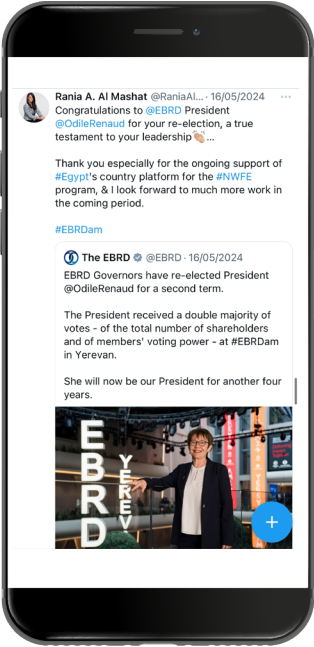 Rania A. Al Mashat @RaniaAl... · 16/05/2024
Congratulations to @EBRD President
@OdileRenaud for your re-election, a true
testament to your leadership👏🏼...
Thank you especially for the ongoing support of
#Egypt's country platform for the #NWFE
program, & I look forward to much more work in
the coming period.
#EBRDam
The EBRD @EBRD · 16/05/2024
EBRD Governors have re-elected President
@OdileRenaud for a second term.
The President received a double majority of
votes - of the total number of shareholders
and of members' voting power - at #EBRDam
in Yerevan.
She will now be our President for another four
years.
EBRD
YEREV